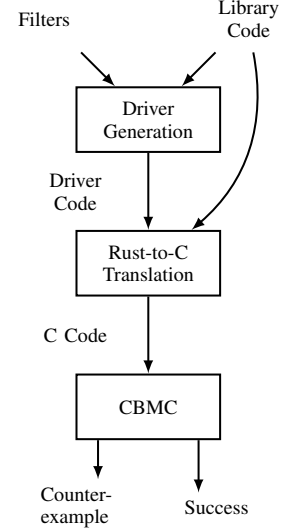 Filters
Library
Code
Driver
Generation
Driver
Code
Rust-to-C
Translation
C Code
CBMC
Counter-
example
Success